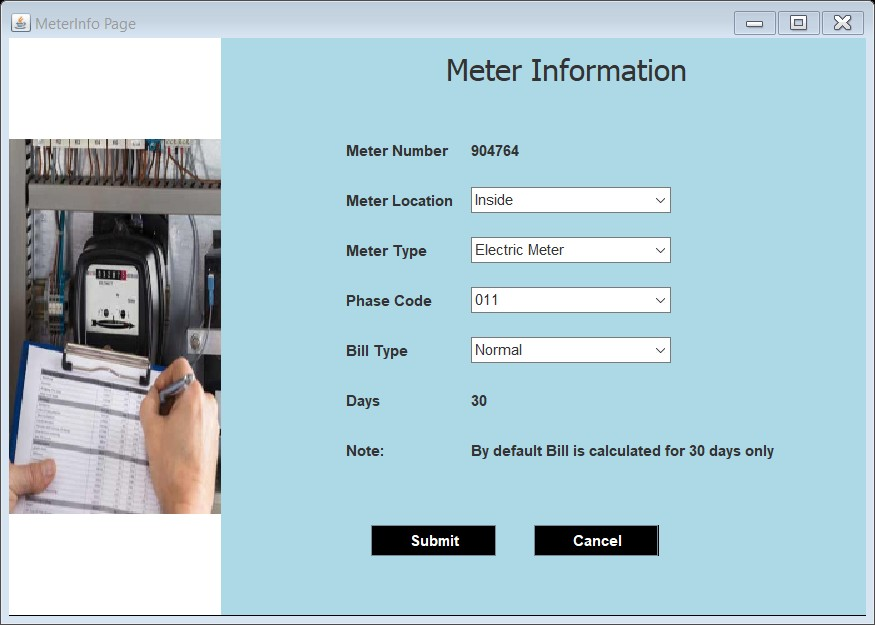 MeterInfo Page
Meter Information
Meter Number 904764
Meter Location Inside
Meter Type Electric Meter
Phase Code 011
Bill Type Normal
Days 30
Note: By default Bill is calculated for 30 days only
Submit Cancel